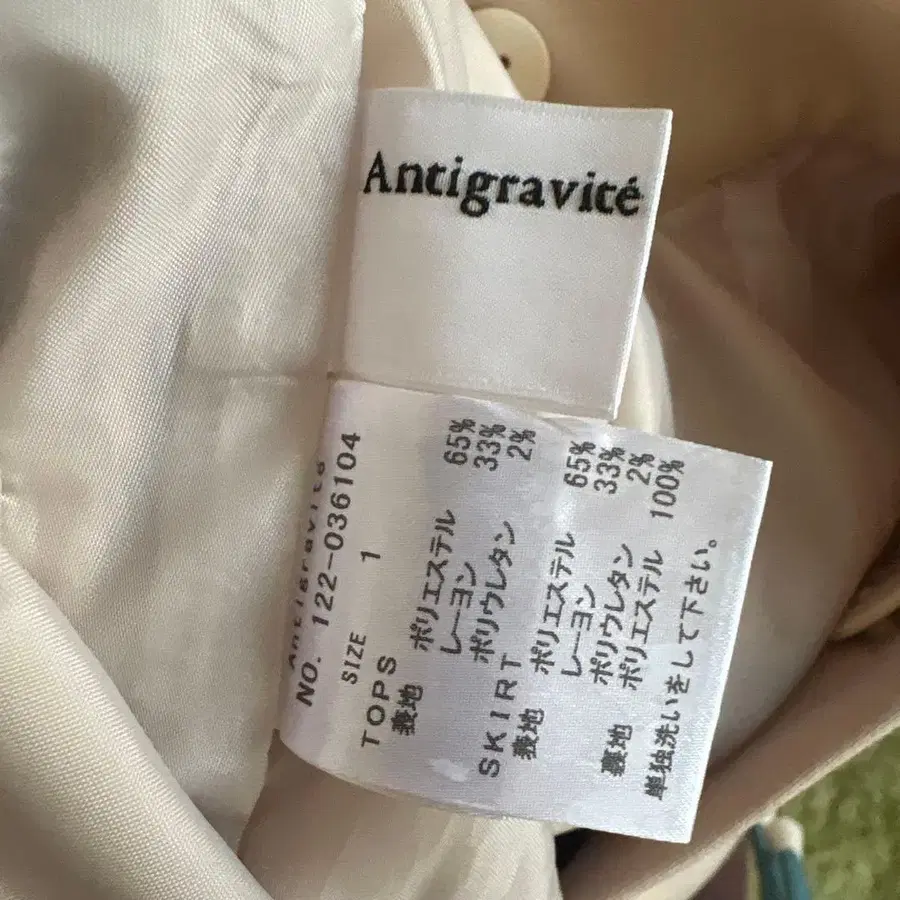 Antigravité
Antigravité
NO. 122-036104
SIZE 1
TOPS
表地 ポリエステル 65%
レーヨン 33%
ポリウレタン 2%
SKIRT
表地 ポリエステル 65%
レーヨン 33%
ポリウレタン 2%
裏地 ポリエステル 100%
単独洗いをして下さい。